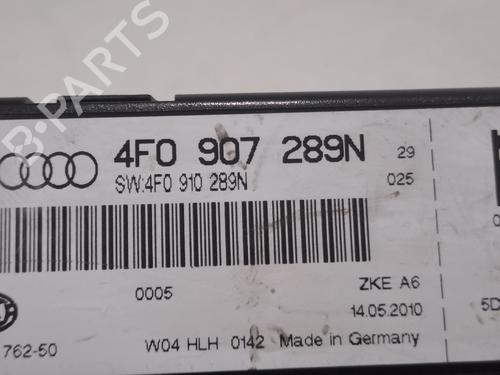 4F0 907 289N 29
SW:4F0 910 289N 025
0005 ZKE A6
14.05.2010
762-50 W04 HLH 0142 Made in Germany
5D
B-PARTS